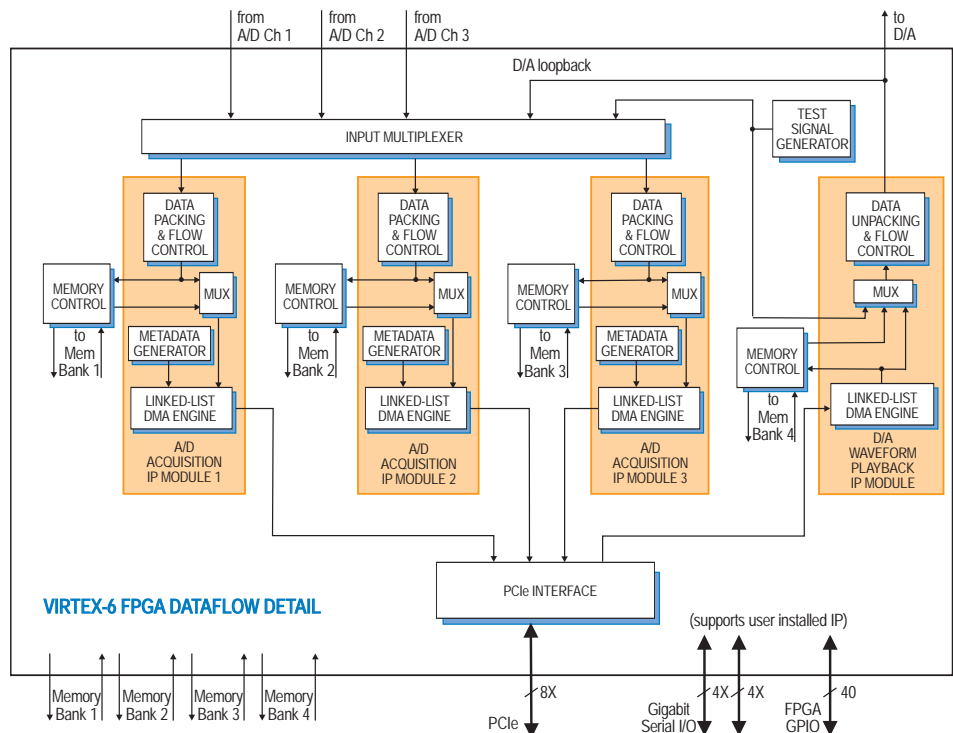 from
A/D Ch 1
from
A/D Ch 2
from
A/D Ch 3
to
D/A
D/A loopback
INPUT MULTIPLEXER
TEST
SIGNAL
GENERATOR
DATA
PACKING
& FLOW
CONTROL
MEMORY
CONTROL
MUX
to
Mem
Bank 1
METADATA
GENERATOR
LINKED-LIST
DMA ENGINE
A/D
ACQUISITION
IP MODULE 1
DATA
PACKING
& FLOW
CONTROL
MEMORY
CONTROL
MUX
to
Mem
Bank 2
METADATA
GENERATOR
LINKED-LIST
DMA ENGINE
A/D
ACQUISITION
IP MODULE 2
DATA
PACKING
& FLOW
CONTROL
MEMORY
CONTROL
MUX
to
Mem
Bank 3
METADATA
GENERATOR
LINKED-LIST
DMA ENGINE
A/D
ACQUISITION
IP MODULE 3
DATA
UNPACKING
& FLOW
CONTROL
MUX
MEMORY
CONTROL
to
Mem
Bank 4
LINKED-LIST
DMA ENGINE
D/A
WAVEFORM
PLAYBACK
IP MODULE
PCIe INTERFACE
VIRTEX-6 FPGA DATAFLOW DETAIL
(supports user installed IP)
Memory
Bank 1
Memory
Bank 2
Memory
Bank 3
Memory
Bank 4
8X
PCIe
4X
4X
Gigabit
Serial I/O
40
FPGA
GPIO